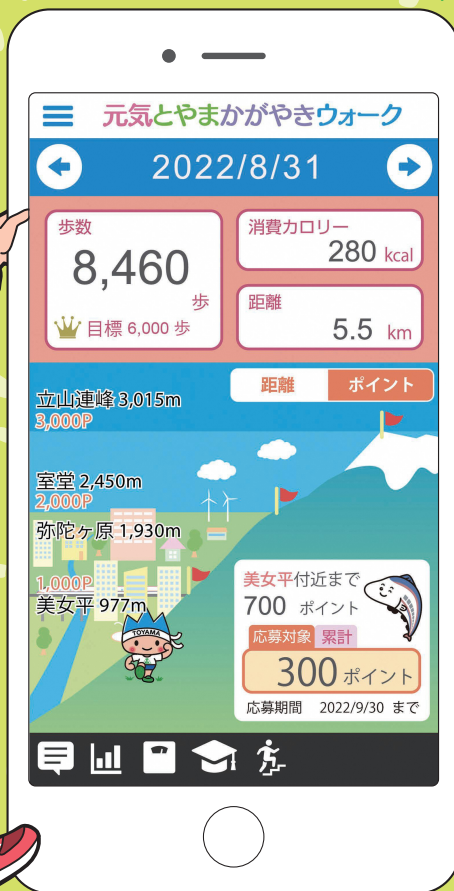 元気とやまかがやきウォーク
2022/8/31
歩数
8,460
歩
目標 6,000 歩
消費カロリー
280 kcal
距離
5.5 km
距離 ポイント
立山連峰 3,015m
3,000P
室堂 2,450m
2,000P
弥陀ヶ原 1,930m
1,000P
美女平 977m
TOYAMA
美女平付近まで
700 ポイント
応募対象 累計
300 ポイント
応募期間 2022/9/30 まで